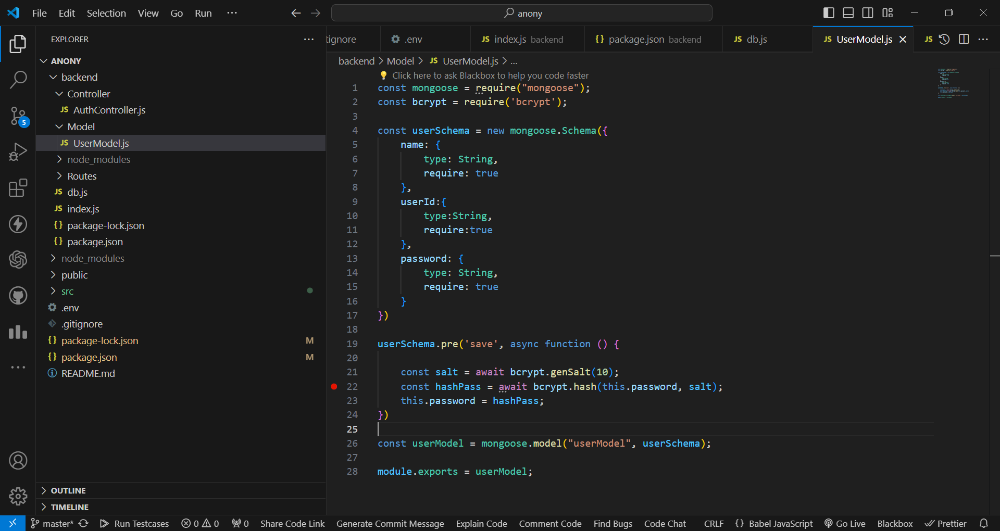 File Edit Selection View Go Run ···
anony
EXPLORER
ANONY
backend
Controller
JS AuthController.js
Model
JS UserModel.js
node_modules
Routes
JS db.js
JS index.js
{} package-lock.json
{} package.json
node_modules
public
src
.env
.gitignore
{} package-lock.json M
{} package.json M
README.md
OUTLINE
TIMELINE
5
tignore .env JS index.js backend {} package.json backend JS db.js JS UserModel.js JS
backend > Model > JS UserModel.js > ...
Click here to ask Blackbox to help you code faster
1 const mongoose = require("mongoose");
2 const bcrypt = require('bcrypt');
3
4 const userSchema = new mongoose.Schema({
5 name: {
6 type: String,
7 require: true
8 },
9 userId:{
10 type:String,
11 require:true
12 },
13 password: {
14 type: String,
15 require: true
16 }
17 })
18
19 userSchema.pre('save', async function () {
20
21 const salt = await bcrypt.genSalt(10);
22 const hashPass = await bcrypt.hash(this.password, salt);
23 this.password = hashPass;
24 })
25
26 const userModel = mongoose.model("userModel", userSchema);
27
28 module.exports = userModel;
master* Run Testcases 0 0 0 Share Code Link Generate Commit Message Explain Code Comment Code Find Bugs Code Chat CRLF {} Babel JavaScript Go Live Blackbox Prettier